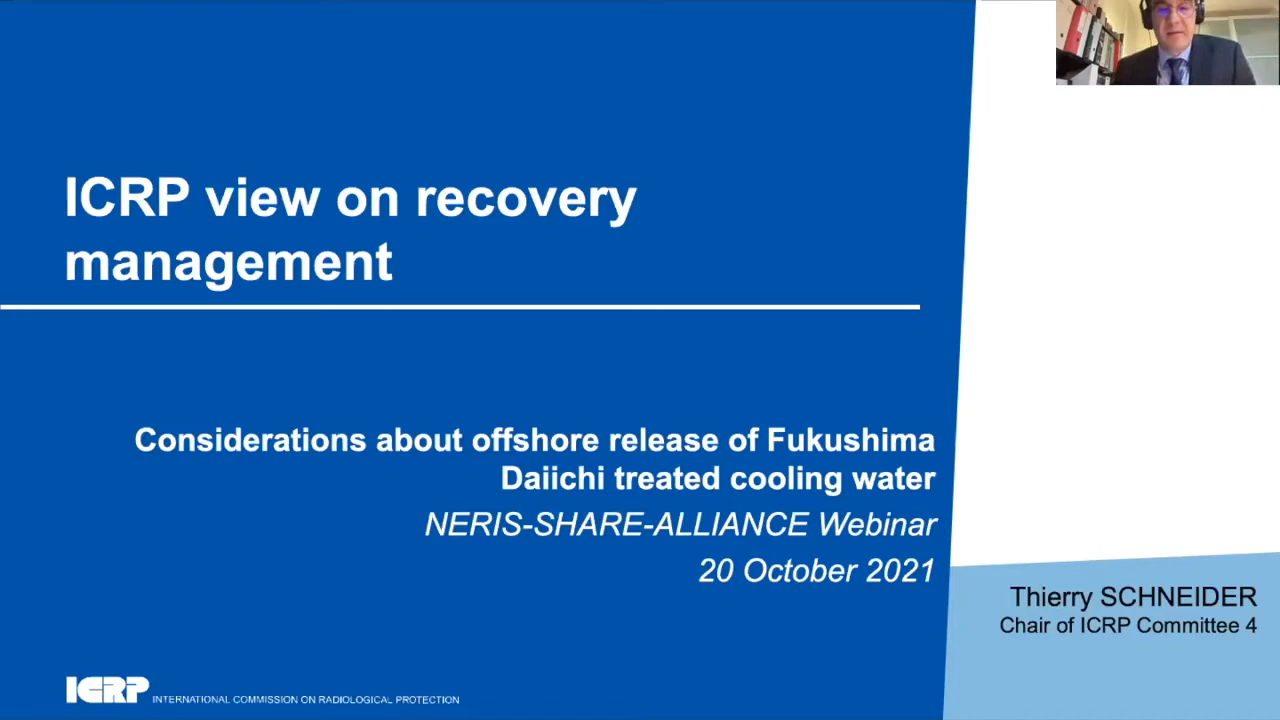 ICRP view on recovery
management
Considerations about offshore release of Fukushima
Daiichi treated cooling water
NERIS-SHARE-ALLIANCE Webinar
20 October 2021
Thierry SCHNEIDER
Chair of ICRP Committee 4
ICRP INTERNATIONAL COMMISSION ON RADIOLOGICAL PROTECTION